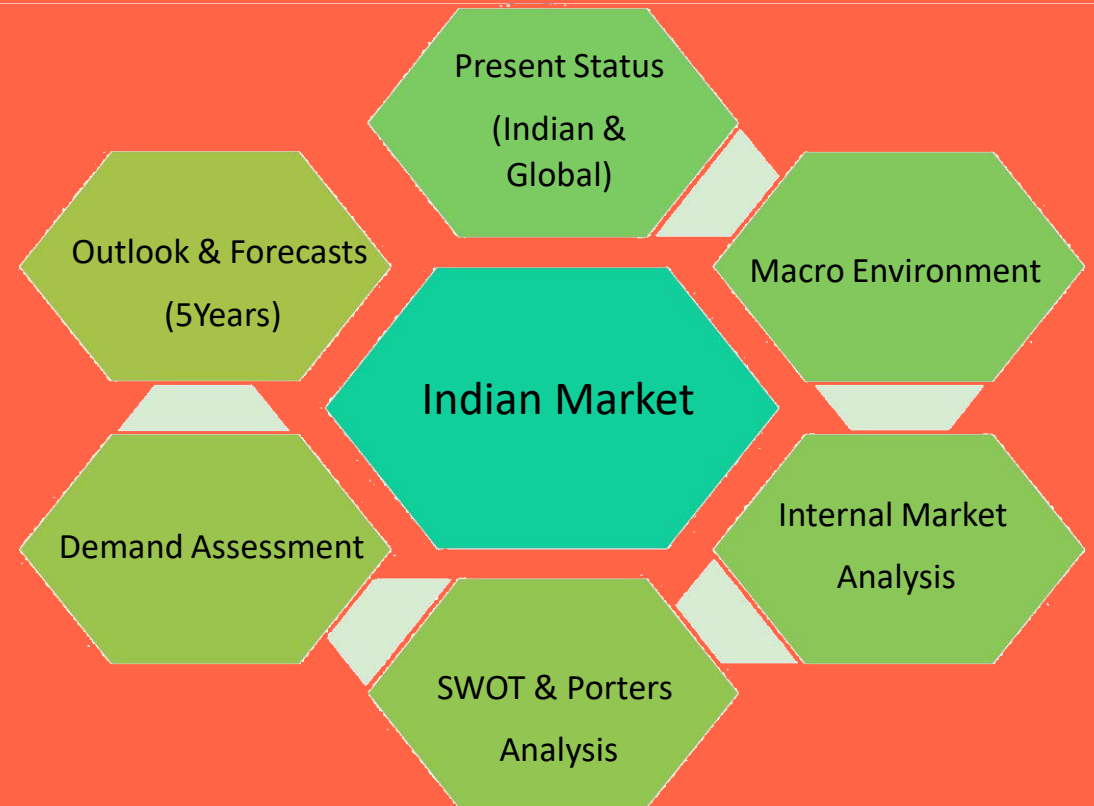 Present Status
(Indian &
Global)
Macro Environment
Internal Market
Analysis
SWOT & Porters
Analysis
Demand Assessment
Outlook & Forecasts
(5Years)
Indian Market